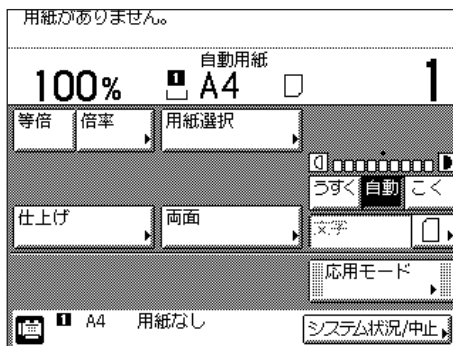 用紙がありません。
自動用紙
100% 1 A4 1
等倍 倍率 用紙選択
うすく 自動 こく
仕上げ 両面 文字
応用モード
1 A4 用紙なし システム状況/中止